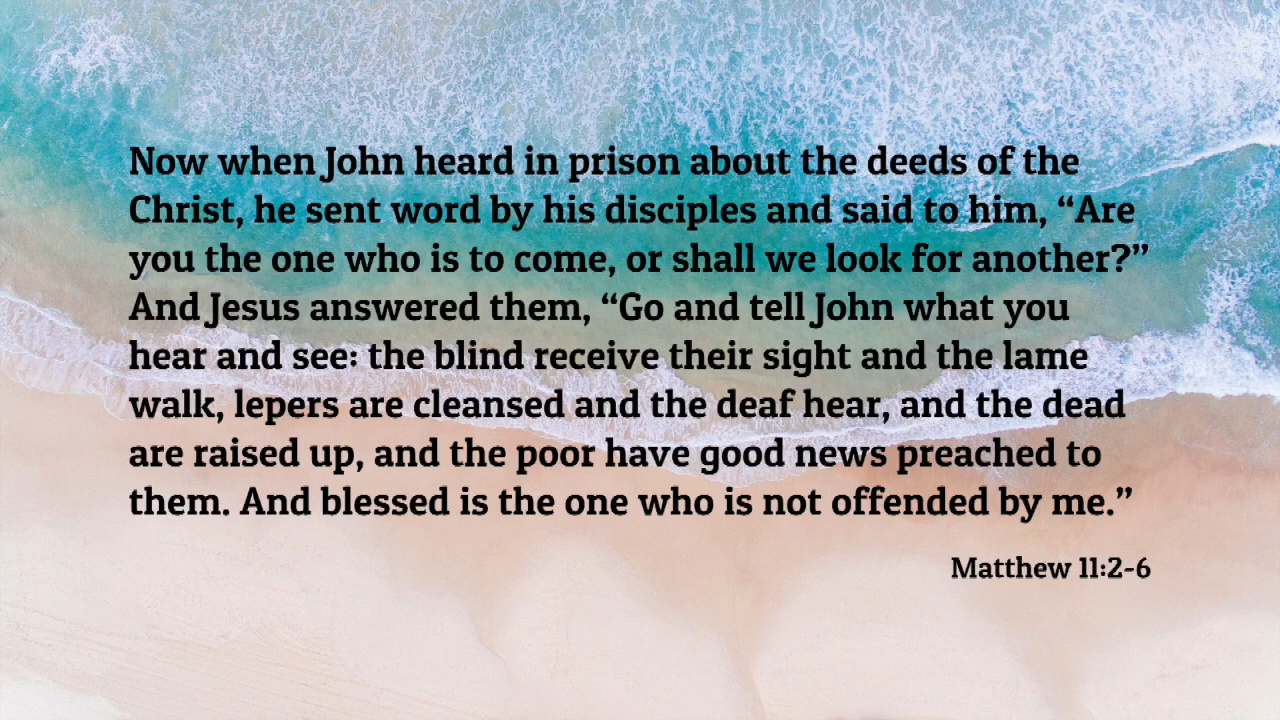 Now when John heard in prison about the deeds of the
Christ, he sent word by his disciples and said to him, “Are
you the one who is to come, or shall we look for another?”
And Jesus answered them, “Go and tell John what you
hear and see: the blind receive their sight and the lame
walk, lepers are cleansed and the deaf hear, and the dead
are raised up, and the poor have good news preached to
them. And blessed is the one who is not offended by me.”
Matthew 11:2-6